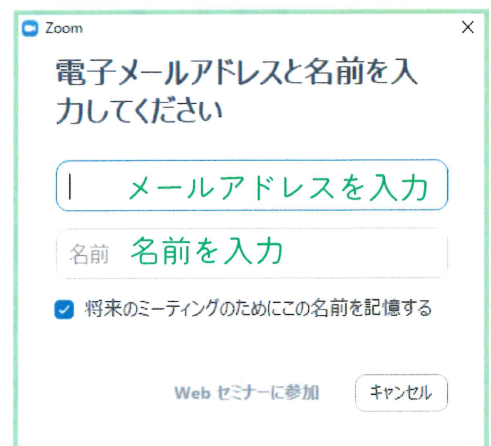 Zoom
電子メールアドレスと名前を入
力してください
メールアドレスを入力
名前 名前を入力
将来のミーティングのためにこの名前を記憶する
Web セミナーに参加 キャンセル